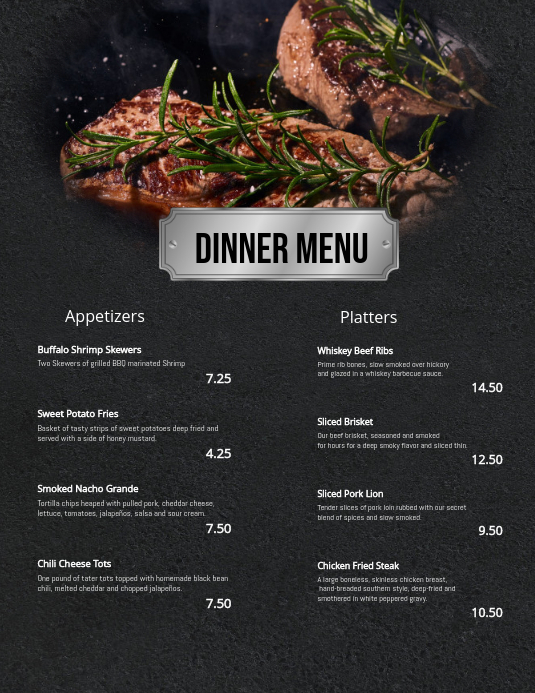 DINNER MENU
Appetizers
Buffalo Shrimp Skewers
Two Skewers of grilled BBQ marinated Shrimp
7.25
Sweet Potato Fries
Basket of tasty strips of sweet potatoes deep fried and
served with a side of honey mustard.
4.25
Smoked Nacho Grande
Tortilla chips heaped with pulled pork, cheddar cheese,
lettuce, tomatoes, jalapeños, salsa and sour cream.
7.50
Chili Cheese Tots
One pound of tater tots topped with homemade black bean
chili, melted cheddar and chopped jalapeños.
7.50
Platters
Whiskey Beef Ribs
Prime rib bones, slow smoked over hickory
and glazed in a whiskey barbecue sauce.
14.50
Sliced Brisket
Our beef brisket, seasoned and smoked
for hours for a deep smoky flavor and sliced thin.
12.50
Sliced Pork Lion
Tender slices of pork loin rubbed with our secret
blend of spices and slow smoked.
9.50
Chicken Fried Steak
A large boneless, skinless chicken breast,
hand-breaded southern style, deep-fried and
smothered in white peppered gravy.
10.50